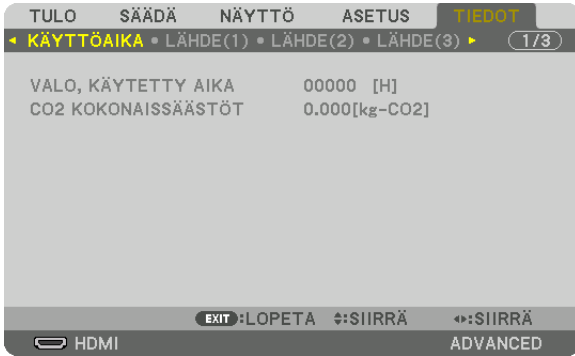 TULO SÄÄDÄ NÄYTTÖ ASETUS TIEDOT
◂ KÄYTTÖAIKA • LÄHDE(1) • LÄHDE(2) • LÄHDE(3) ▸ 1/3
VALO, KÄYTETTY AIKA 00000 [H]
CO2 KOKONAISSÄÄSTÖT 0.000[kg-CO2]
EXIT:LOPETA :SIIRRÄ :SIIRRÄ
HDMI ADVANCED